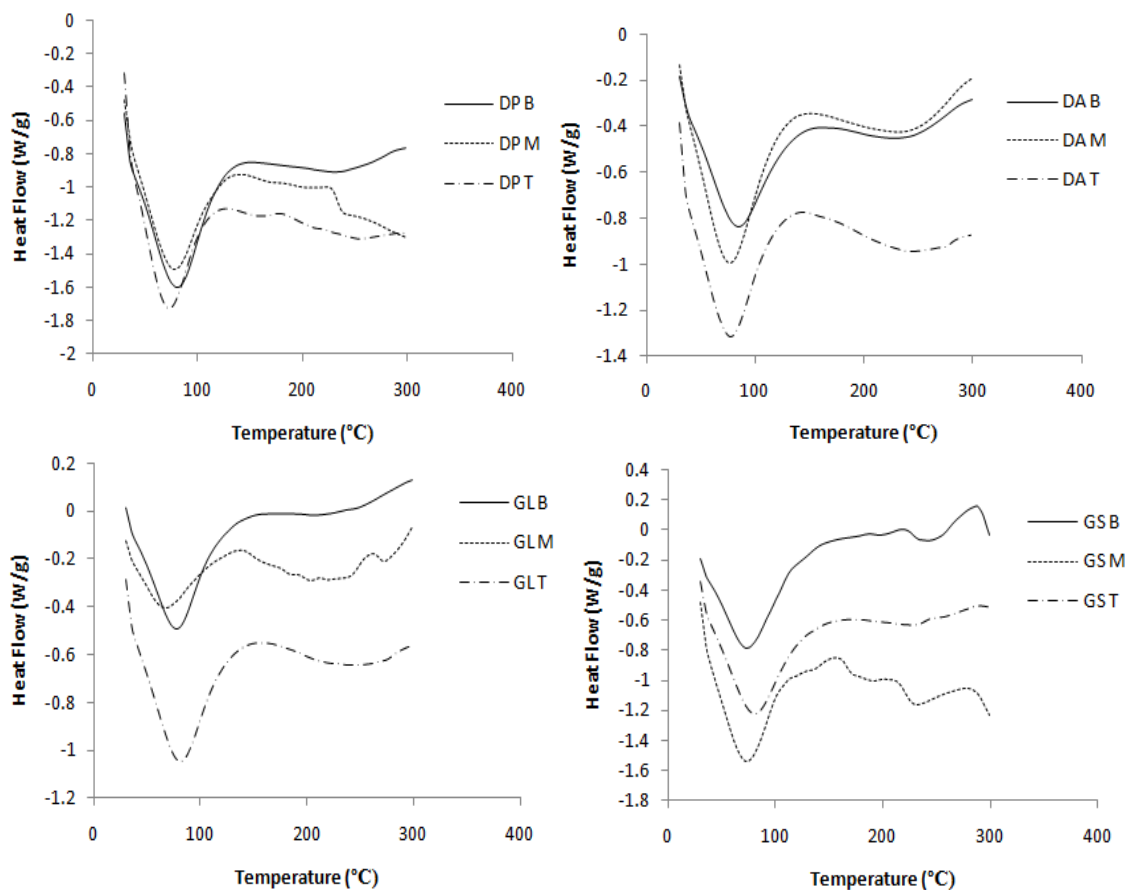 0
-0.2
-0.4
-0.6
-0.8
-1
-1.2
-1.4
-1.6
-1.8
-2
Heat Flow (W/g)
DP B
DP M
DP T
0 100 200 300 400
Temperature (°C)
0
-0.2
-0.4
-0.6
-0.8
-1
-1.2
-1.4
Heat Flow (W/g)
DA B
DA M
DA T
0 100 200 300 400
Temperature (°C)
0.2
0
-0.2
-0.4
-0.6
-0.8
-1
-1.2
Heat Flow (W/g)
GL B
GL M
GL T
0 100 200 300 400
Temperature (°C)
0.4
0.2
0
-0.2
-0.4
-0.6
-0.8
-1
-1.2
-1.4
-1.6
-1.8
Heat Flow (W/g)
GS B
GS M
GS T
0 100 200 300 400
Temperature (°C)